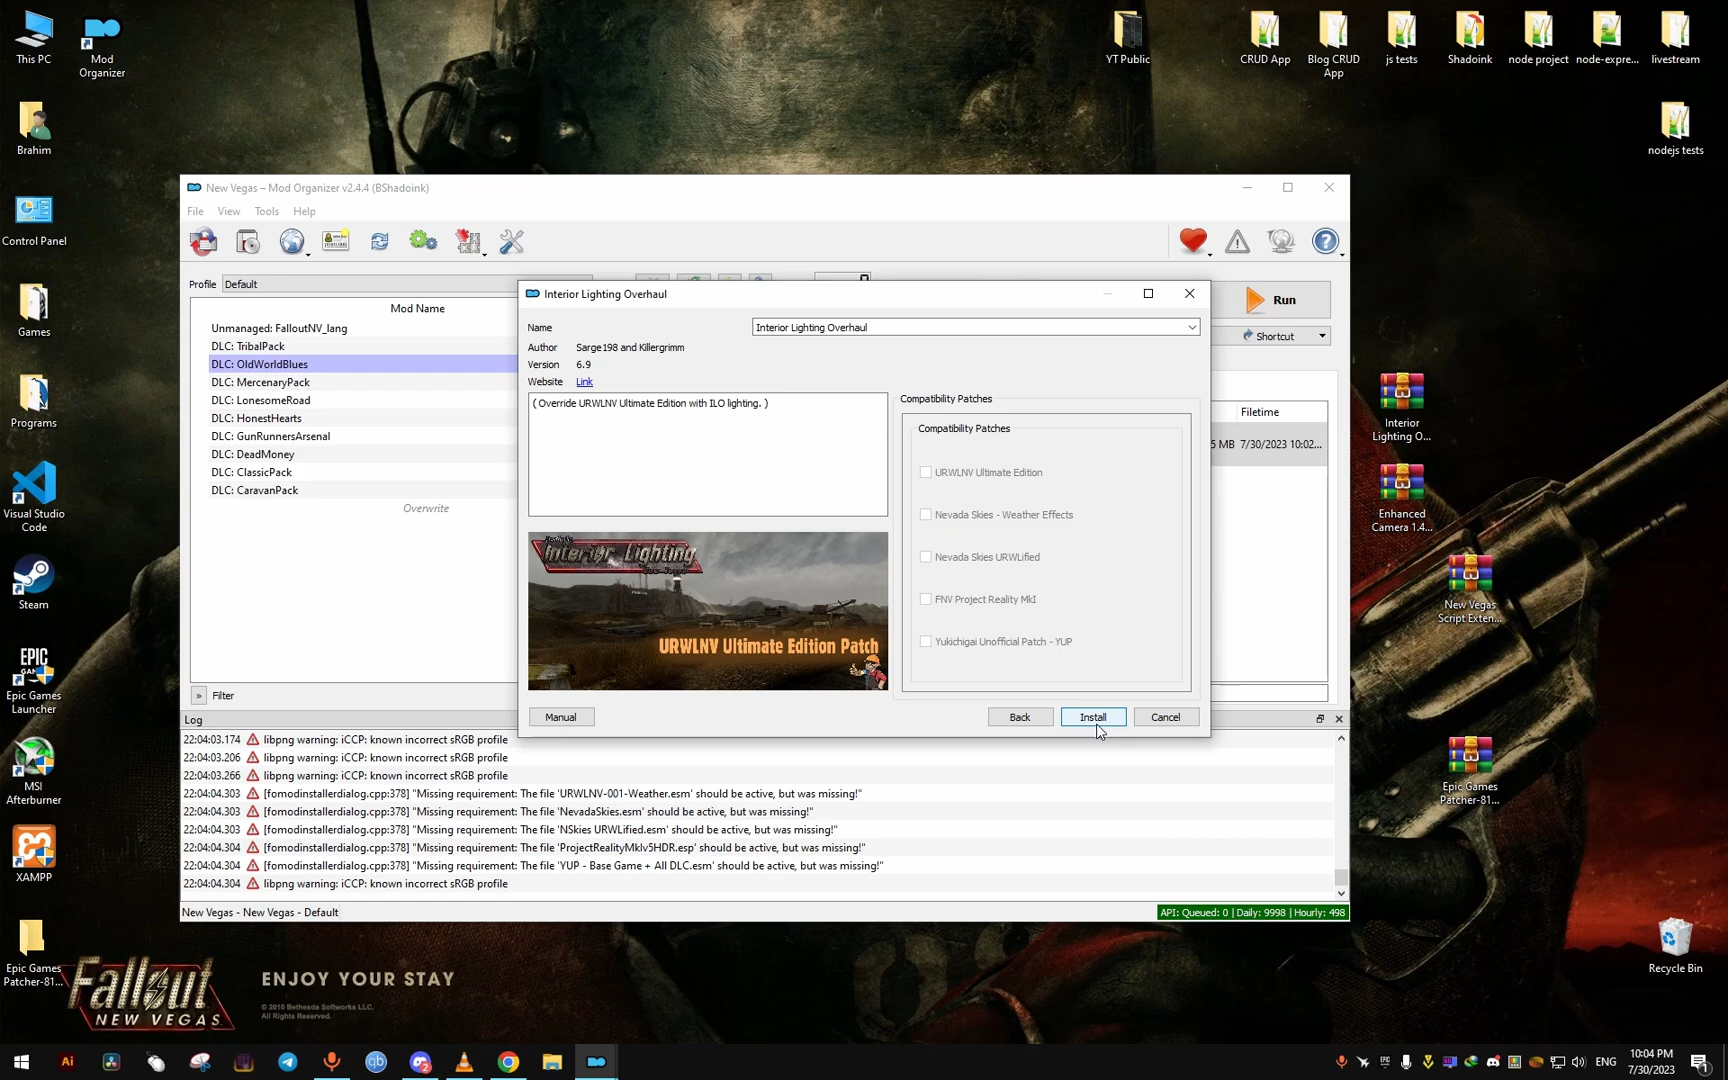 This PC
Mod
Organizer
YT Public
CRUD App
Blog CRUD
App
js tests
Shadoink
node project
node-expre...
livestream
Brahim
nodejs tests
Control Panel
Games
Programs
Visual Studio
Code
Steam
EPIC
GAMES
Epic Games
Launcher
MSI
Afterburner
XAMPP
Epic Games
Patcher-81...
New Vegas – Mod Organizer v2.4.4 (BShadoink)
File View Tools Help
Profile Default
Mod Name
Unmanaged: FalloutNV_lang
DLC: TribalPack
DLC: OldWorldBlues
DLC: MercenaryPack
DLC: LonesomeRoad
DLC: HonestHearts
DLC: GunRunnersArsenal
DLC: DeadMoney
DLC: ClassicPack
DLC: CaravanPack
Overwrite
» Filter
Run
Shortcut
Filetime
5 MB 7/30/2023 10:02...
Interior Lighting Overhaul
Name Interior Lighting Overhaul
Author Sarge198 and Killergrimm
Version 6.9
Website Link
( Override URWLNV Ultimate Edition with ILO lighting. )
Interior Lighting
URWLNV Ultimate Edition Patch
Compatibility Patches
Compatibility Patches
URWLNV Ultimate Edition
Nevada Skies - Weather Effects
Nevada Skies URWLified
FNV Project Reality MkI
Yukichigai Unofficial Patch - YUP
Manual Back Install Cancel
Log
22:04:03.174 libpng warning: iCCP: known incorrect sRGB profile
22:04:03.206 libpng warning: iCCP: known incorrect sRGB profile
22:04:03.266 libpng warning: iCCP: known incorrect sRGB profile
22:04:04.303 [fomodinstallerdialog.cpp:378] "Missing requirement: The file 'URWLNV-001-Weather.esm' should be active, but was missing!"
22:04:04.303 [fomodinstallerdialog.cpp:378] "Missing requirement: The file 'NevadaSkies.esm' should be active, but was missing!"
22:04:04.303 [fomodinstallerdialog.cpp:378] "Missing requirement: The file 'NSkies URWLified.esm' should be active, but was missing!"
22:04:04.304 [fomodinstallerdialog.cpp:378] "Missing requirement: The file 'ProjectRealityMkIv5HDR.esp' should be active, but was missing!"
22:04:04.304 [fomodinstallerdialog.cpp:378] "Missing requirement: The file 'YUP - Base Game + All DLC.esm' should be active, but was missing!"
22:04:04.304 libpng warning: iCCP: known incorrect sRGB profile
New Vegas - New Vegas - Default
API: Queued: 0 | Daily: 9998 | Hourly: 498
Interior
Lighting O...
Enhanced
Camera 1.4...
New Vegas
Script Exten...
Epic Games
Patcher-81...
Recycle Bin
Fallout
NEW VEGAS
ENJOY YOUR STAY
© 2010 Bethesda Softworks LLC.
All Rights Reserved.
Ai
qb
ENG
10:04 PM
7/30/2023
1